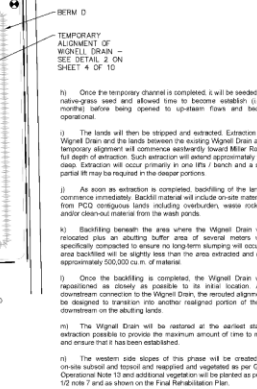 BERM D
TEMPORARY
ALIGNMENT OF
WIGNELL DRAIN –
SEE DETAIL 2 ON
SHEET 4 OF 10
h) Once the temporary channel is completed, it will be seeded
native-grass seed and allowed time to become establish (i.
months) before being opened to up-steam flows and be
operational.
i) The lands will then be stripped and extracted. Extraction
Wignell Drain and the lands between the existing Wignell Drain a
temporary alignment will commence eastwardly toward Miller Ro
full depth of extraction. Such extraction will extend approximately
deep. Extraction will occur primarily in one lifts / bench and a
partial lift may be required in the deeper portions.
j) As soon as extraction is completed, backfilling of the lan
commence immediately. Backfill material will include on-site mater
from PCQ contiguous lands including overburden, waste rock
and/or clean-out material from the wash ponds.
k) Backfilling beneath the area where the Wignell Drain
relocated plus an abutting buffer area of several meters
specifically compacted to ensure no long-term slumping will occu
area backfilled will be slightly less than the area extracted and
approximately 500,000 cu. m. of material.
l) Once the backfilling is completed, the Wignell Drain
repositioned as closely as possible to its initial location.
downstream connection to the Wignell Drain, the rerouted alignm
be designed to transition into another realigned portion of the
downstream on the abutting lands.
m) The Wignell Drain will be restored at the earliest sta
extraction possible to provide the maximum amount of time to m
and ensure that it has been established.
n) The western side slopes of this phase will be created
on-site subsoil and topsoil and reapplied and vegetated as per O
Operational Note 13 and additional vegetation will be planted as p
1/2 note 7 and as shown on the Final Rehabilitation Plan.